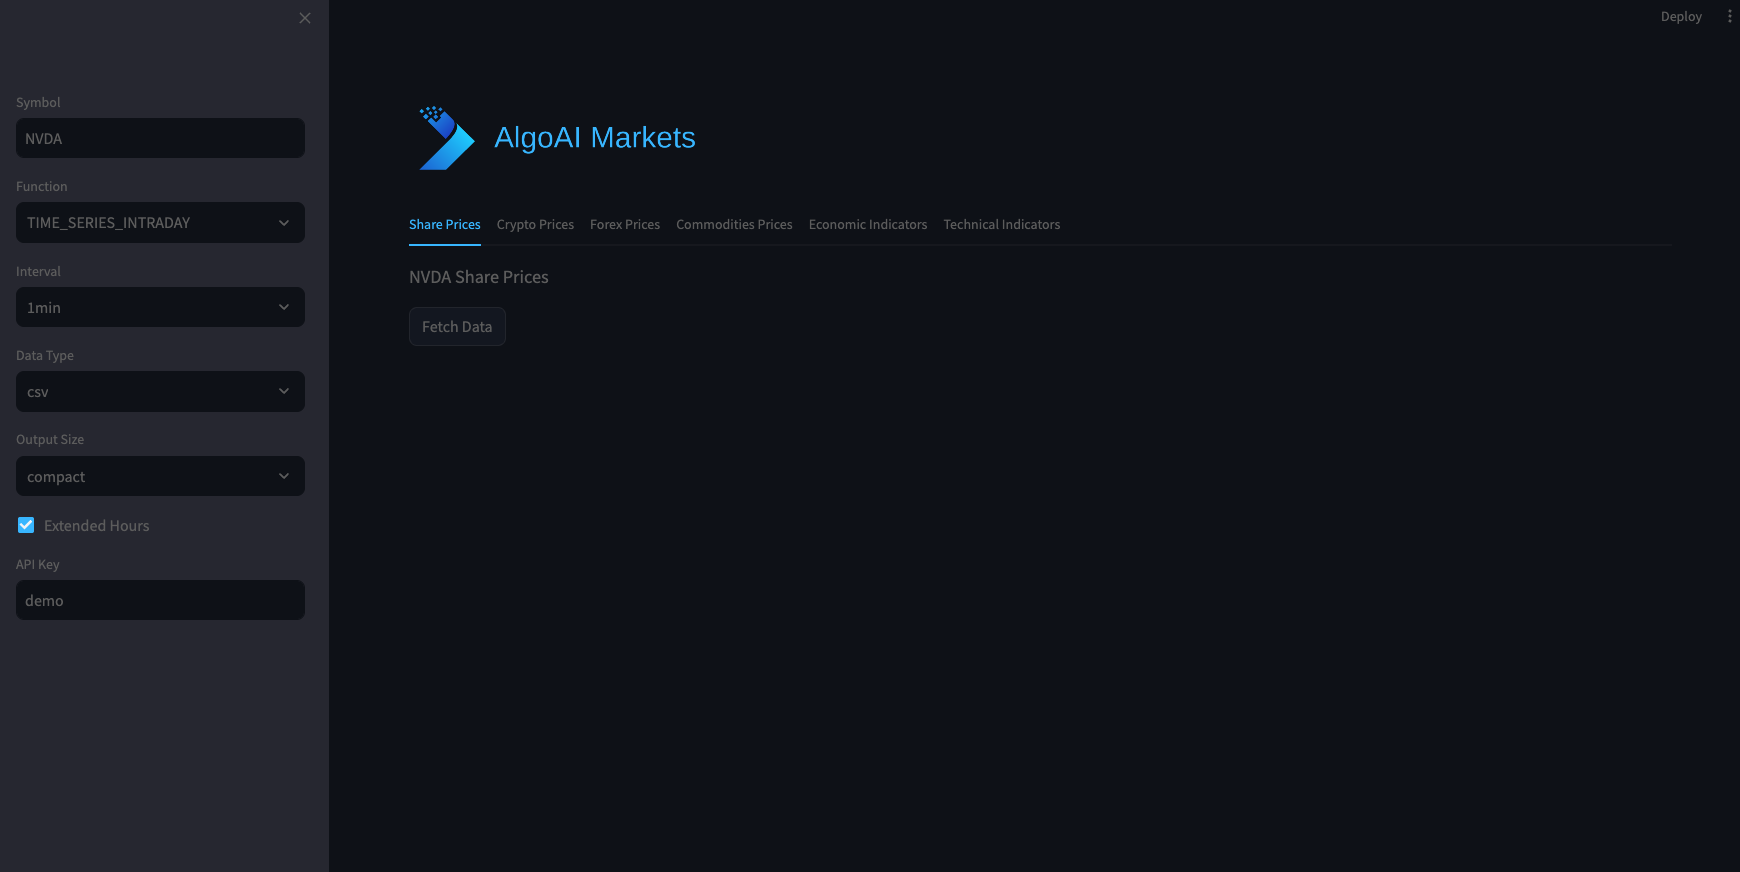 Deploy
Symbol
NVDA
Function
TIME_SERIES_INTRADAY
Interval
1min
Data Type
csv
Output Size
compact
Extended Hours
API Key
demo
AlgoAI Markets
Share Prices Crypto Prices Forex Prices Commodities Prices Economic Indicators Technical Indicators
NVDA Share Prices
Fetch Data